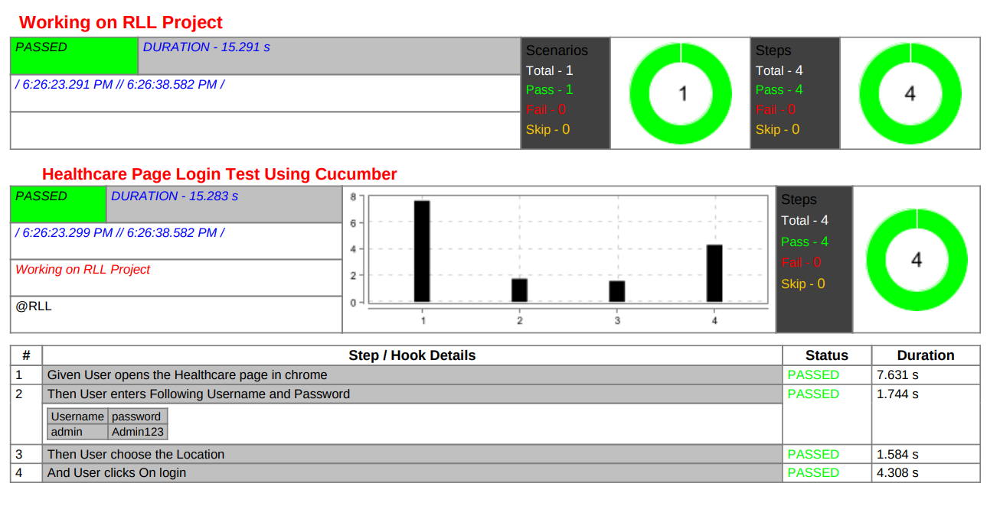 Working on RLL Project
PASSED
DURATION - 15.291 s
/ 6:26:23.291 PM // 6:26:38.582 PM /
Scenarios
Total - 1
Pass - 1
Fail - 0
Skip - 0
1
Steps
Total - 4
Pass - 4
Fail - 0
Skip - 0
4
Healthcare Page Login Test Using Cucumber
PASSED
DURATION - 15.283 s
/ 6:26:23.299 PM // 6:26:38.582 PM /
Working on RLL Project
@RLL
8
6
4
2
0
1 2 3 4
Steps
Total - 4
Pass - 4
Fail - 0
Skip - 0
4
# Step / Hook Details Status Duration
1 Given User opens the Healthcare page in chrome PASSED 7.631 s
2 Then User enters Following Username and Password PASSED 1.744 s
Username password
admin Admin123
3 Then User choose the Location PASSED 1.584 s
4 And User clicks On login PASSED 4.308 s